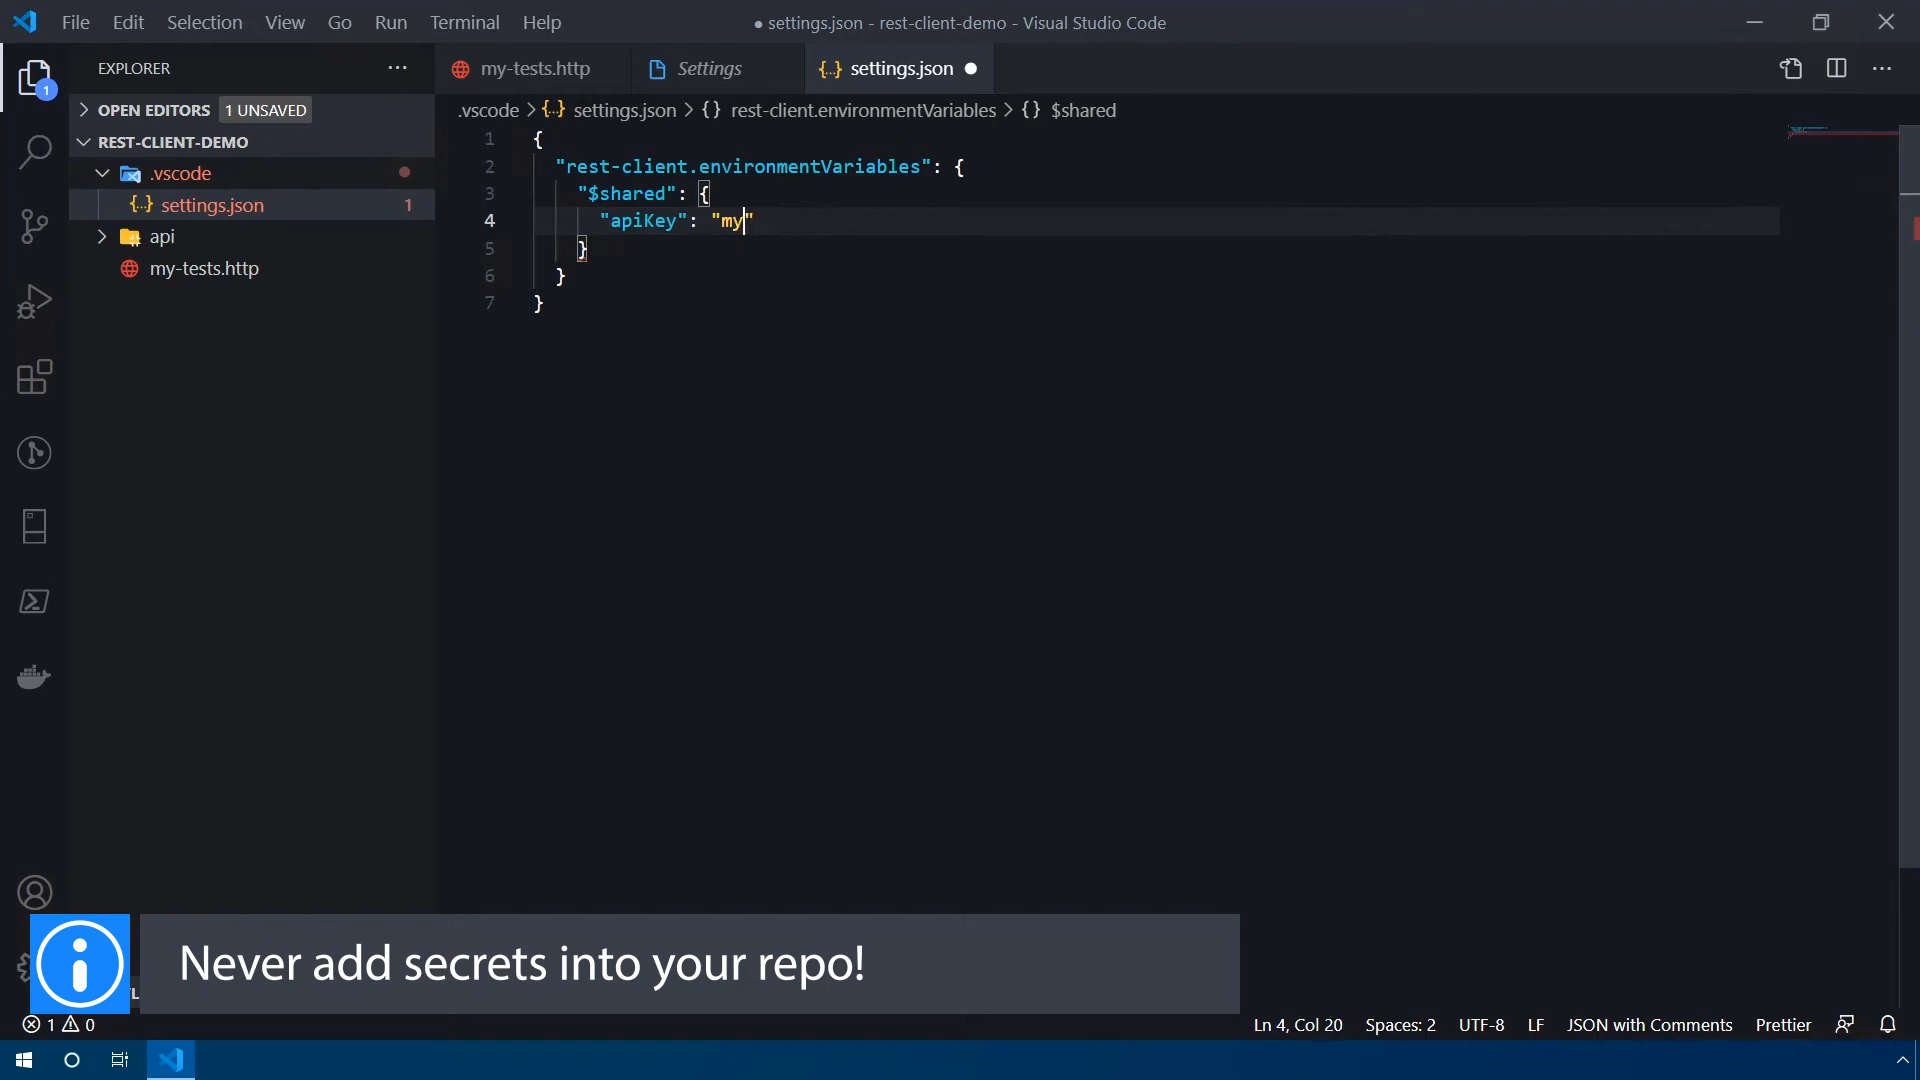 File Edit Selection View Go Run Terminal Help
● settings.json - rest-client-demo - Visual Studio Code
EXPLORER
my-tests.http
Settings
settings.json
1
OPEN EDITORS 1 UNSAVED
.vscode > settings.json > {} rest-client.environmentVariables > {} $shared
REST-CLIENT-DEMO
.vscode
settings.json 1
api
my-tests.http
1 {
2 "rest-client.environmentVariables": {
3 "$shared": {
4 "apiKey": "my"
5 }
6 }
7 }
Never add secrets into your repo!
1 0
Ln 4, Col 20 Spaces: 2 UTF-8 LF JSON with Comments Prettier